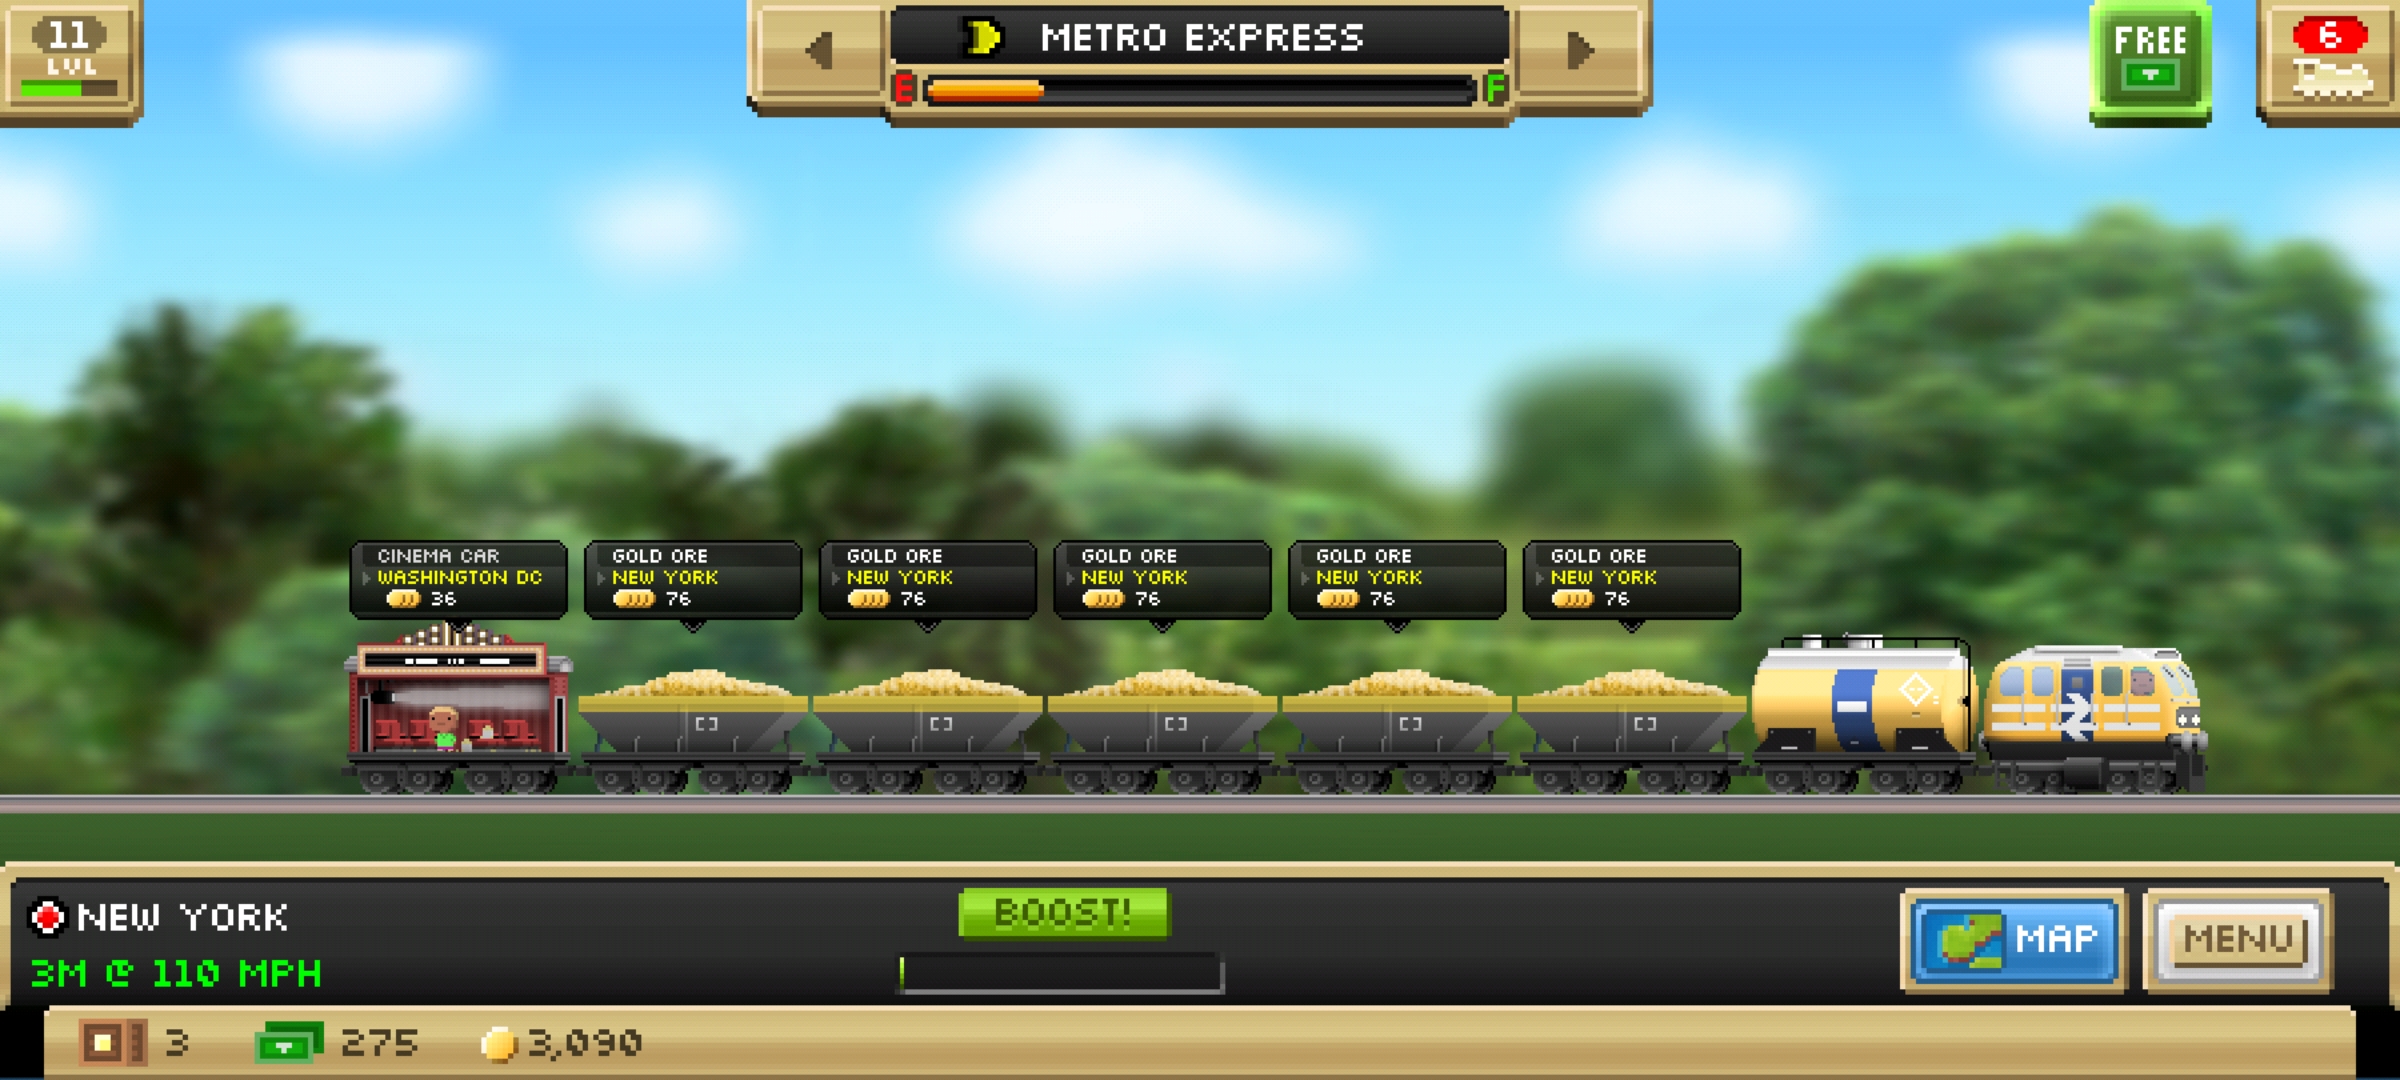 11
LVL
METRO EXPRESS
E F
FREE
6
CINEMA CAR
WASHINGTON DC
36
GOLD ORE
NEW YORK
76
GOLD ORE
NEW YORK
76
GOLD ORE
NEW YORK
76
GOLD ORE
NEW YORK
76
GOLD ORE
NEW YORK
76
NEW YORK
3M @ 110 MPH
BOOST!
MAP
MENU
3
275
3,090